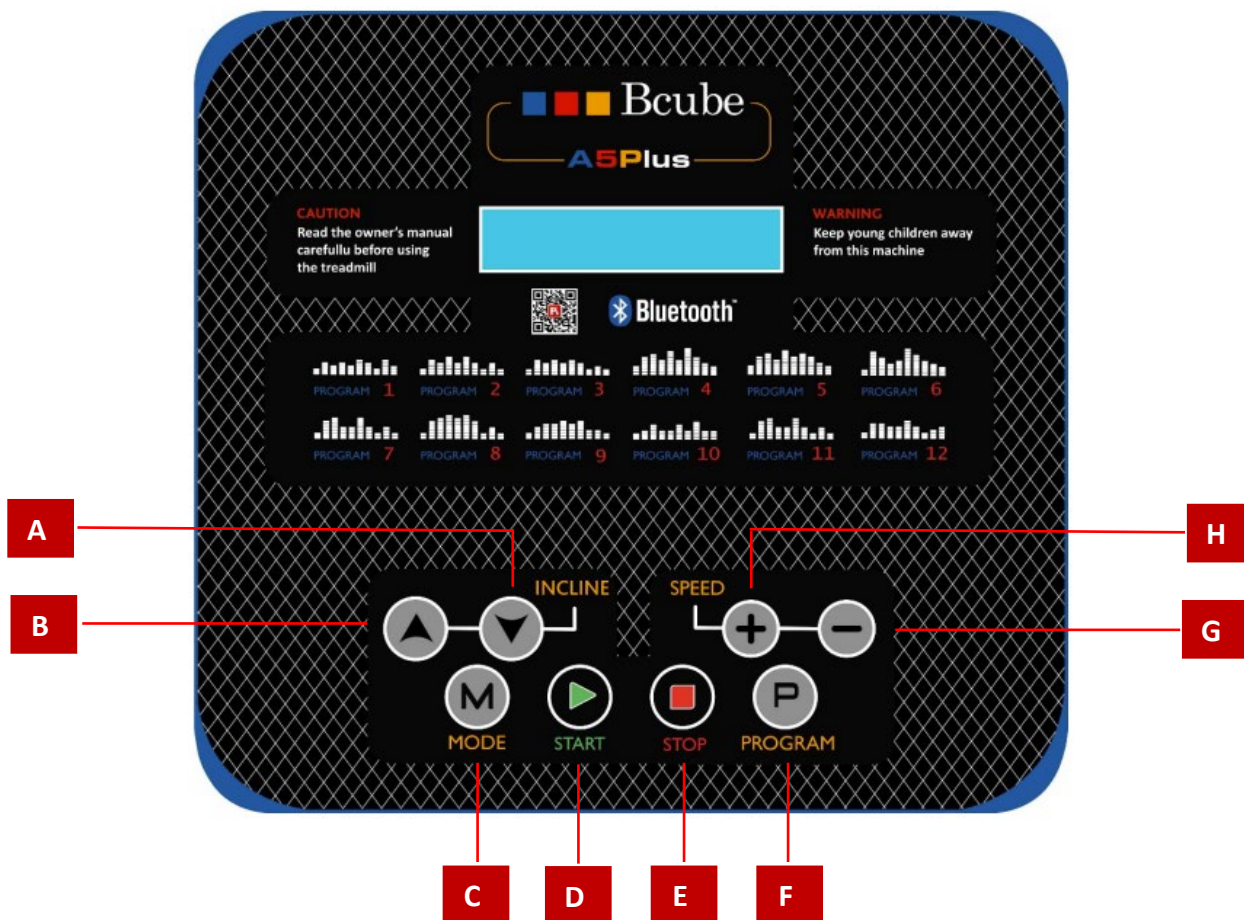 Bcube
A5Plus
CAUTION
Read the owner's manual
carefullu before using
the treadmill
WARNING
Keep young children away
from this machine
Bluetooth™
PROGRAM 1
PROGRAM 2
PROGRAM 3
PROGRAM 4
PROGRAM 5
PROGRAM 6
PROGRAM 7
PROGRAM 8
PROGRAM 9
PROGRAM 10
PROGRAM 11
PROGRAM 12
A
H
INCLINE
SPEED
B
G
M
P
MODE
START
STOP
PROGRAM
C
D
E
F